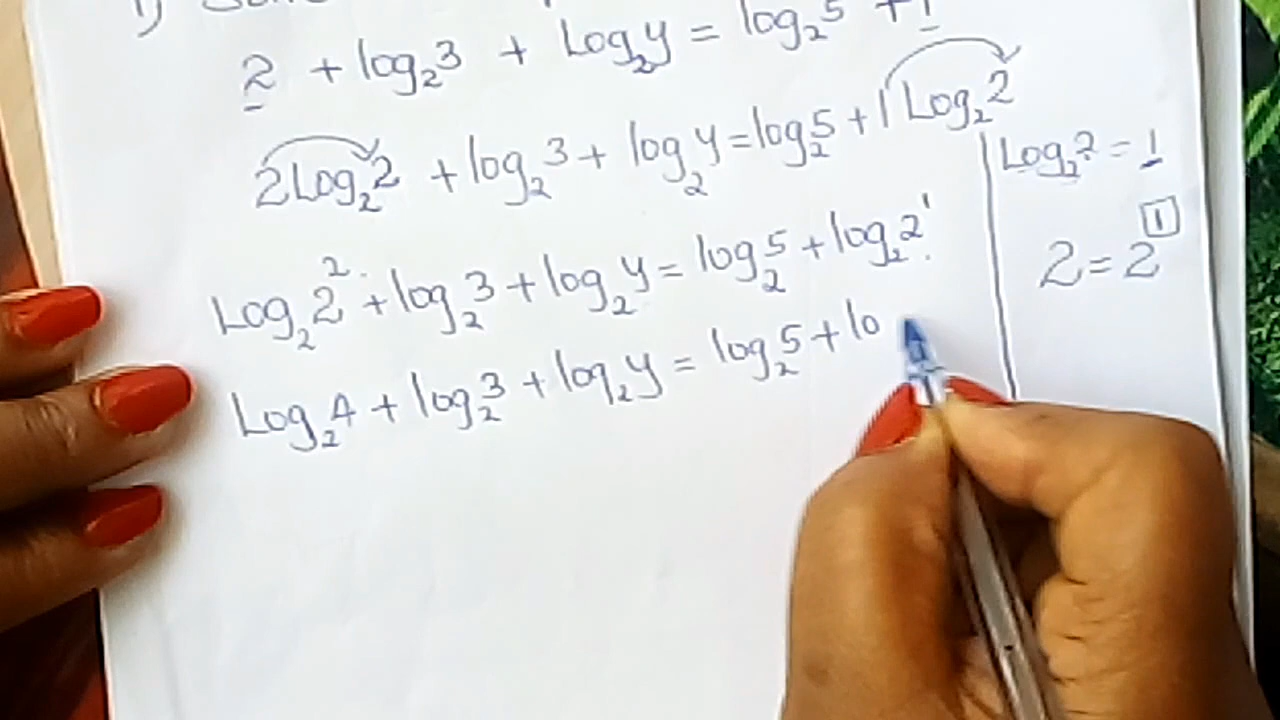 1)
2 + log₂3 + Log₂y = log₂5 + 1
2Log₂2 + log₂3 + log₂y = log₂5 + 1Log₂2
Log₂2 = 1
Log₂2² + log₂3 + log₂y = log₂5 + log₂2¹
2 = 2¹
Log₂4 + log₂3 + log₂y = log₂5 + lo